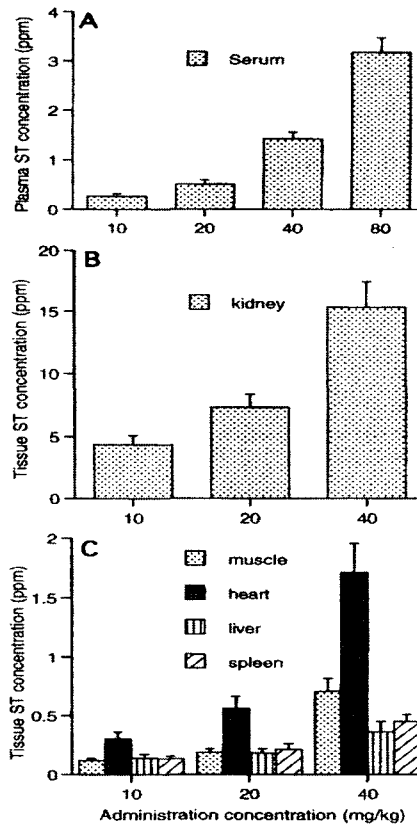 A
Plasma ST concentration (ppm)
4
3
2
1
0
Serum
10 20 40 80
B
Tissue ST concentration (ppm)
20
15
10
5
0
kidney
10 20 40
C
Tissue ST concentration (ppm)
2
1.5
1
0.5
0
muscle
heart
liver
spleen
10 20 40
Administration concentration (mg/kg)